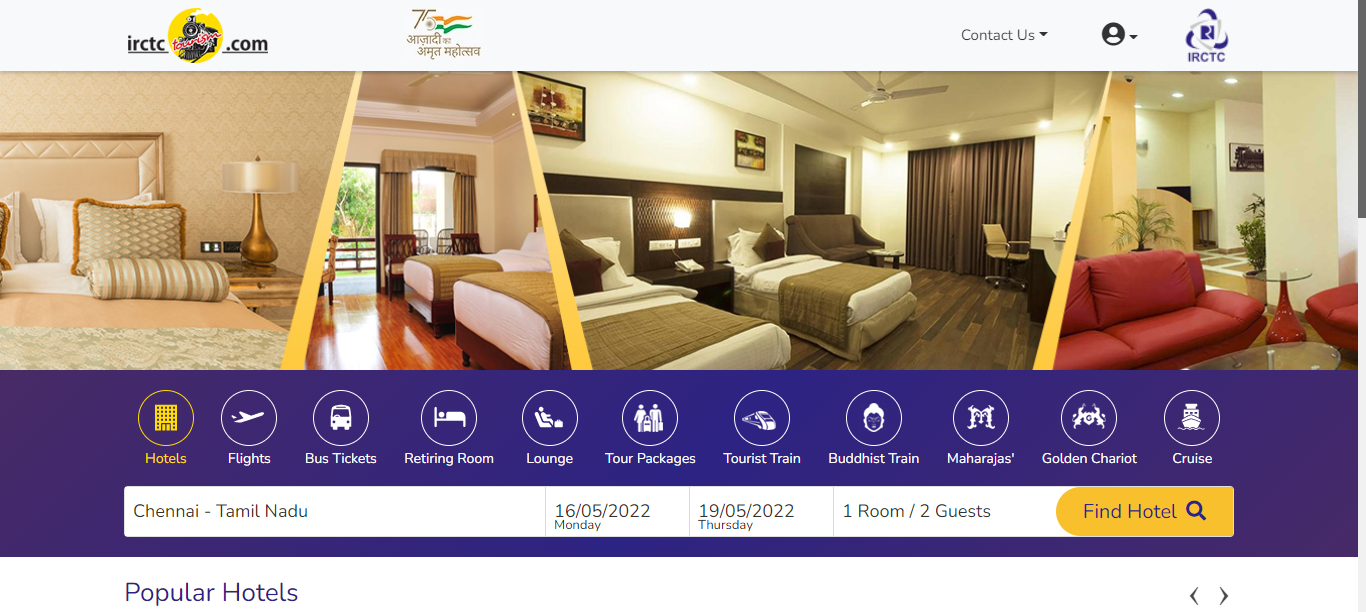 irctc tourism .com
75
आज़ादी का
अमृत महोत्सव
Contact Us
IRCTC
Hotels
Flights
Bus Tickets
Retiring Room
Lounge
Tour Packages
Tourist Train
Buddhist Train
Maharajas'
Golden Chariot
Cruise
Chennai - Tamil Nadu
16/05/2022
Monday
19/05/2022
Thursday
1 Room / 2 Guests
Find Hotel
Popular Hotels